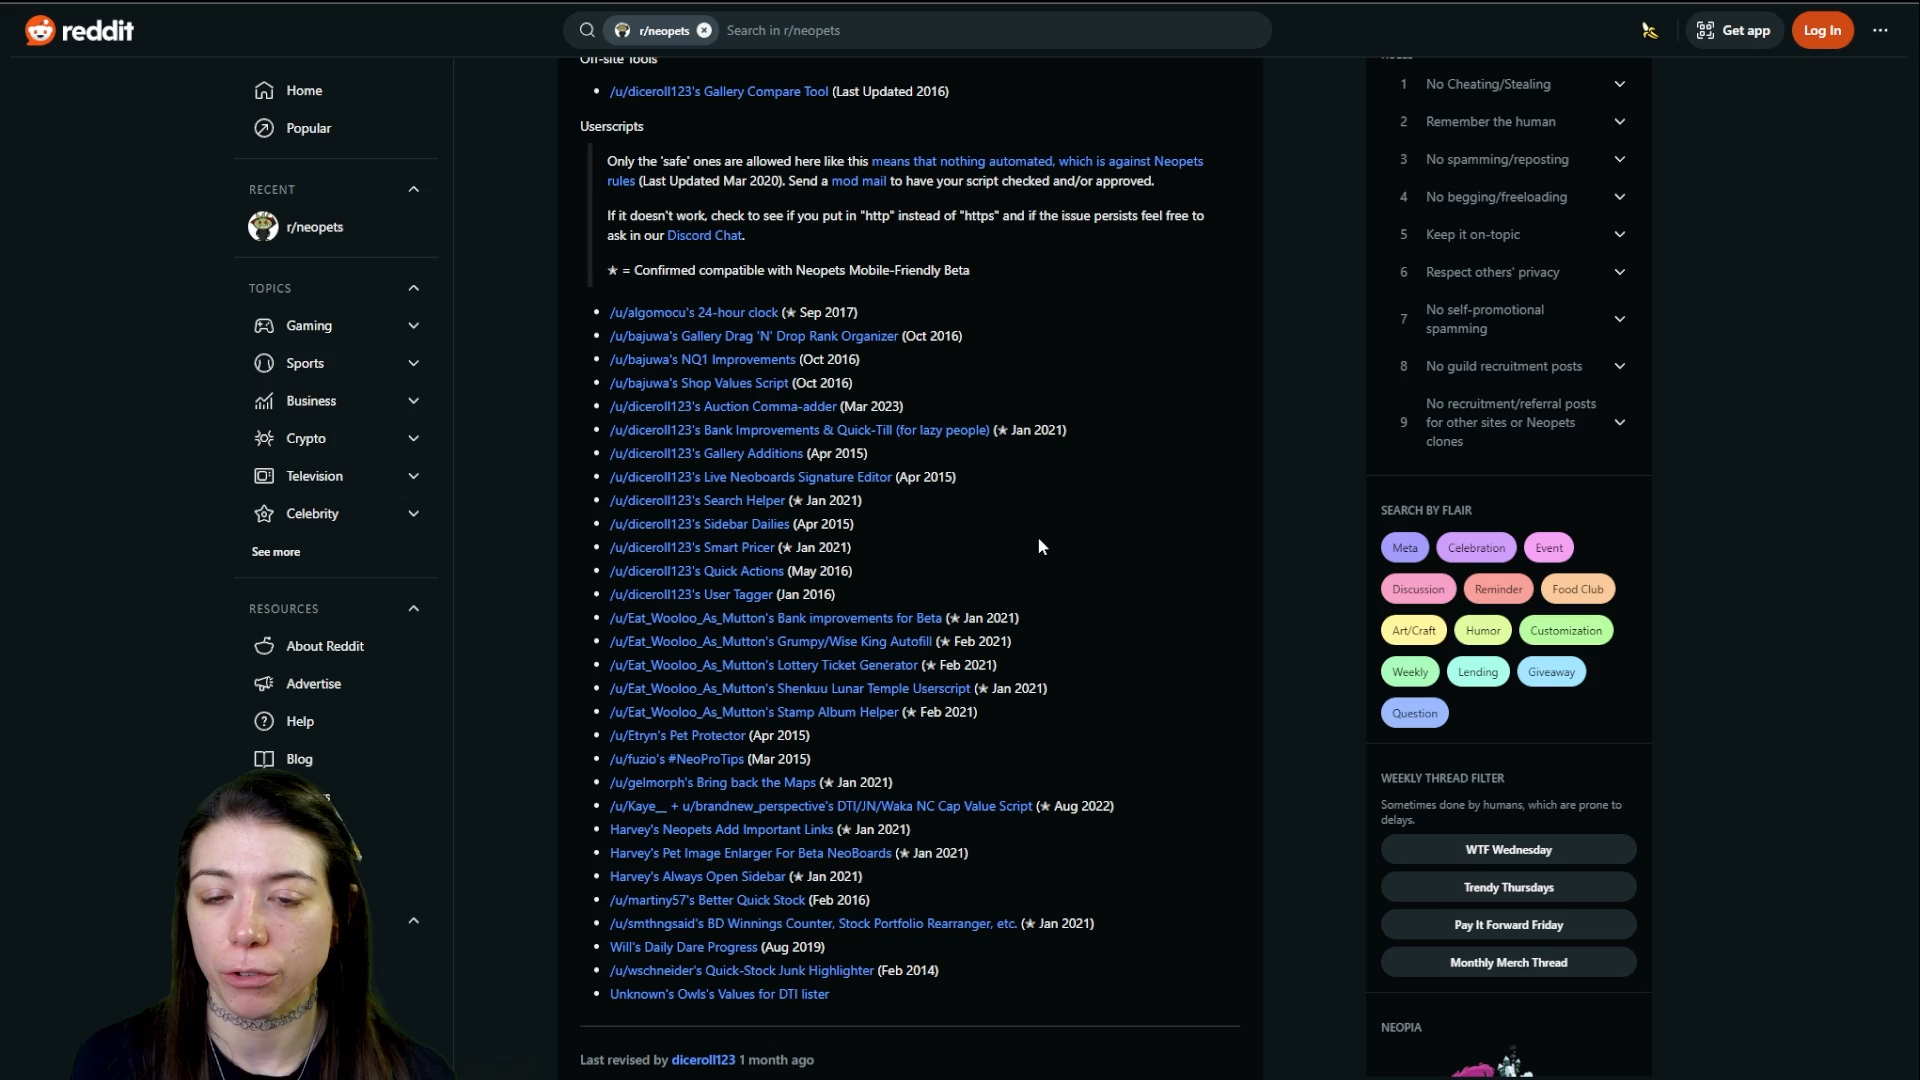 reddit
r/neopets
Search in r/neopets
Get app
Log In
Home
Popular
RECENT
r/neopets
TOPICS
Gaming
Sports
Business
Crypto
Television
Celebrity
See more
RESOURCES
About Reddit
Advertise
Help
Blog
Off-site Tools
• /u/diceroll123's Gallery Compare Tool (Last Updated 2016)
Userscripts
Only the 'safe' ones are allowed here like this means that nothing automated, which is against Neopets
rules (Last Updated Mar 2020). Send a mod mail to have your script checked and/or approved.
If it doesn't work, check to see if you put in "http" instead of "https" and if the issue persists feel free to
ask in our Discord Chat.
★ = Confirmed compatible with Neopets Mobile-Friendly Beta
• /u/algomocu's 24-hour clock (★ Sep 2017)
• /u/bajuwa's Gallery Drag 'N' Drop Rank Organizer (Oct 2016)
• /u/bajuwa's NQ1 Improvements (Oct 2016)
• /u/bajuwa's Shop Values Script (Oct 2016)
• /u/diceroll123's Auction Comma-adder (Mar 2023)
• /u/diceroll123's Bank Improvements & Quick-Till (for lazy people) (★ Jan 2021)
• /u/diceroll123's Gallery Additions (Apr 2015)
• /u/diceroll123's Live Neoboards Signature Editor (Apr 2015)
• /u/diceroll123's Search Helper (★ Jan 2021)
• /u/diceroll123's Sidebar Dailies (Apr 2015)
• /u/diceroll123's Smart Pricer (★ Jan 2021)
• /u/diceroll123's Quick Actions (May 2016)
• /u/diceroll123's User Tagger (Jan 2016)
• /u/Eat_Wooloo_As_Mutton's Bank improvements for Beta (★ Jan 2021)
• /u/Eat_Wooloo_As_Mutton's Grumpy/Wise King Autofill (★ Feb 2021)
• /u/Eat_Wooloo_As_Mutton's Lottery Ticket Generator (★ Feb 2021)
• /u/Eat_Wooloo_As_Mutton's Shenkuu Lunar Temple Userscript (★ Jan 2021)
• /u/Eat_Wooloo_As_Mutton's Stamp Album Helper (★ Feb 2021)
• /u/Etryn's Pet Protector (Apr 2015)
• /u/fuzio's #NeoProTips (Mar 2015)
• /u/gelmorph's Bring back the Maps (★ Jan 2021)
• /u/Kaye__ + u/brandnew_perspective's DTI/JN/Waka NC Cap Value Script (★ Aug 2022)
• Harvey's Neopets Add Important Links (★ Jan 2021)
• Harvey's Pet Image Enlarger For Beta NeoBoards (★ Jan 2021)
• Harvey's Always Open Sidebar (★ Jan 2021)
• /u/martiny57's Better Quick Stock (Feb 2016)
• /u/smthngsaid's BD Winnings Counter, Stock Portfolio Rearranger, etc. (★ Jan 2021)
• Will's Daily Dare Progress (Aug 2019)
• /u/wschneider's Quick-Stock Junk Highlighter (Feb 2014)
• Unknown's Owls's Values for DTI lister
Last revised by diceroll123 1 month ago
1 No Cheating/Stealing
2 Remember the human
3 No spamming/reposting
4 No begging/freeloading
5 Keep it on-topic
6 Respect others' privacy
7 No self-promotional
spamming
8 No guild recruitment posts
9 No recruitment/referral posts
for other sites or Neopets
clones
SEARCH BY FLAIR
Meta Celebration Event
Discussion Reminder Food Club
Art/Craft Humor Customization
Weekly Lending Giveaway
Question
WEEKLY THREAD FILTER
Sometimes done by humans, which are prone to
delays.
WTF Wednesday
Trendy Thursdays
Pay It Forward Friday
Monthly Merch Thread
NEOPIA